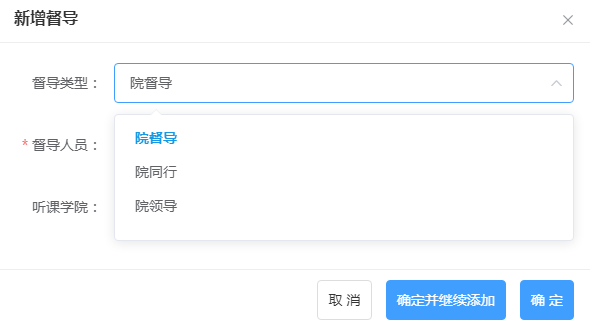 新增督导
督导类型：
院督导
院督导
* 督导人员：
院同行
院领导
听课学院：
取 消
确定并继续添加
确 定